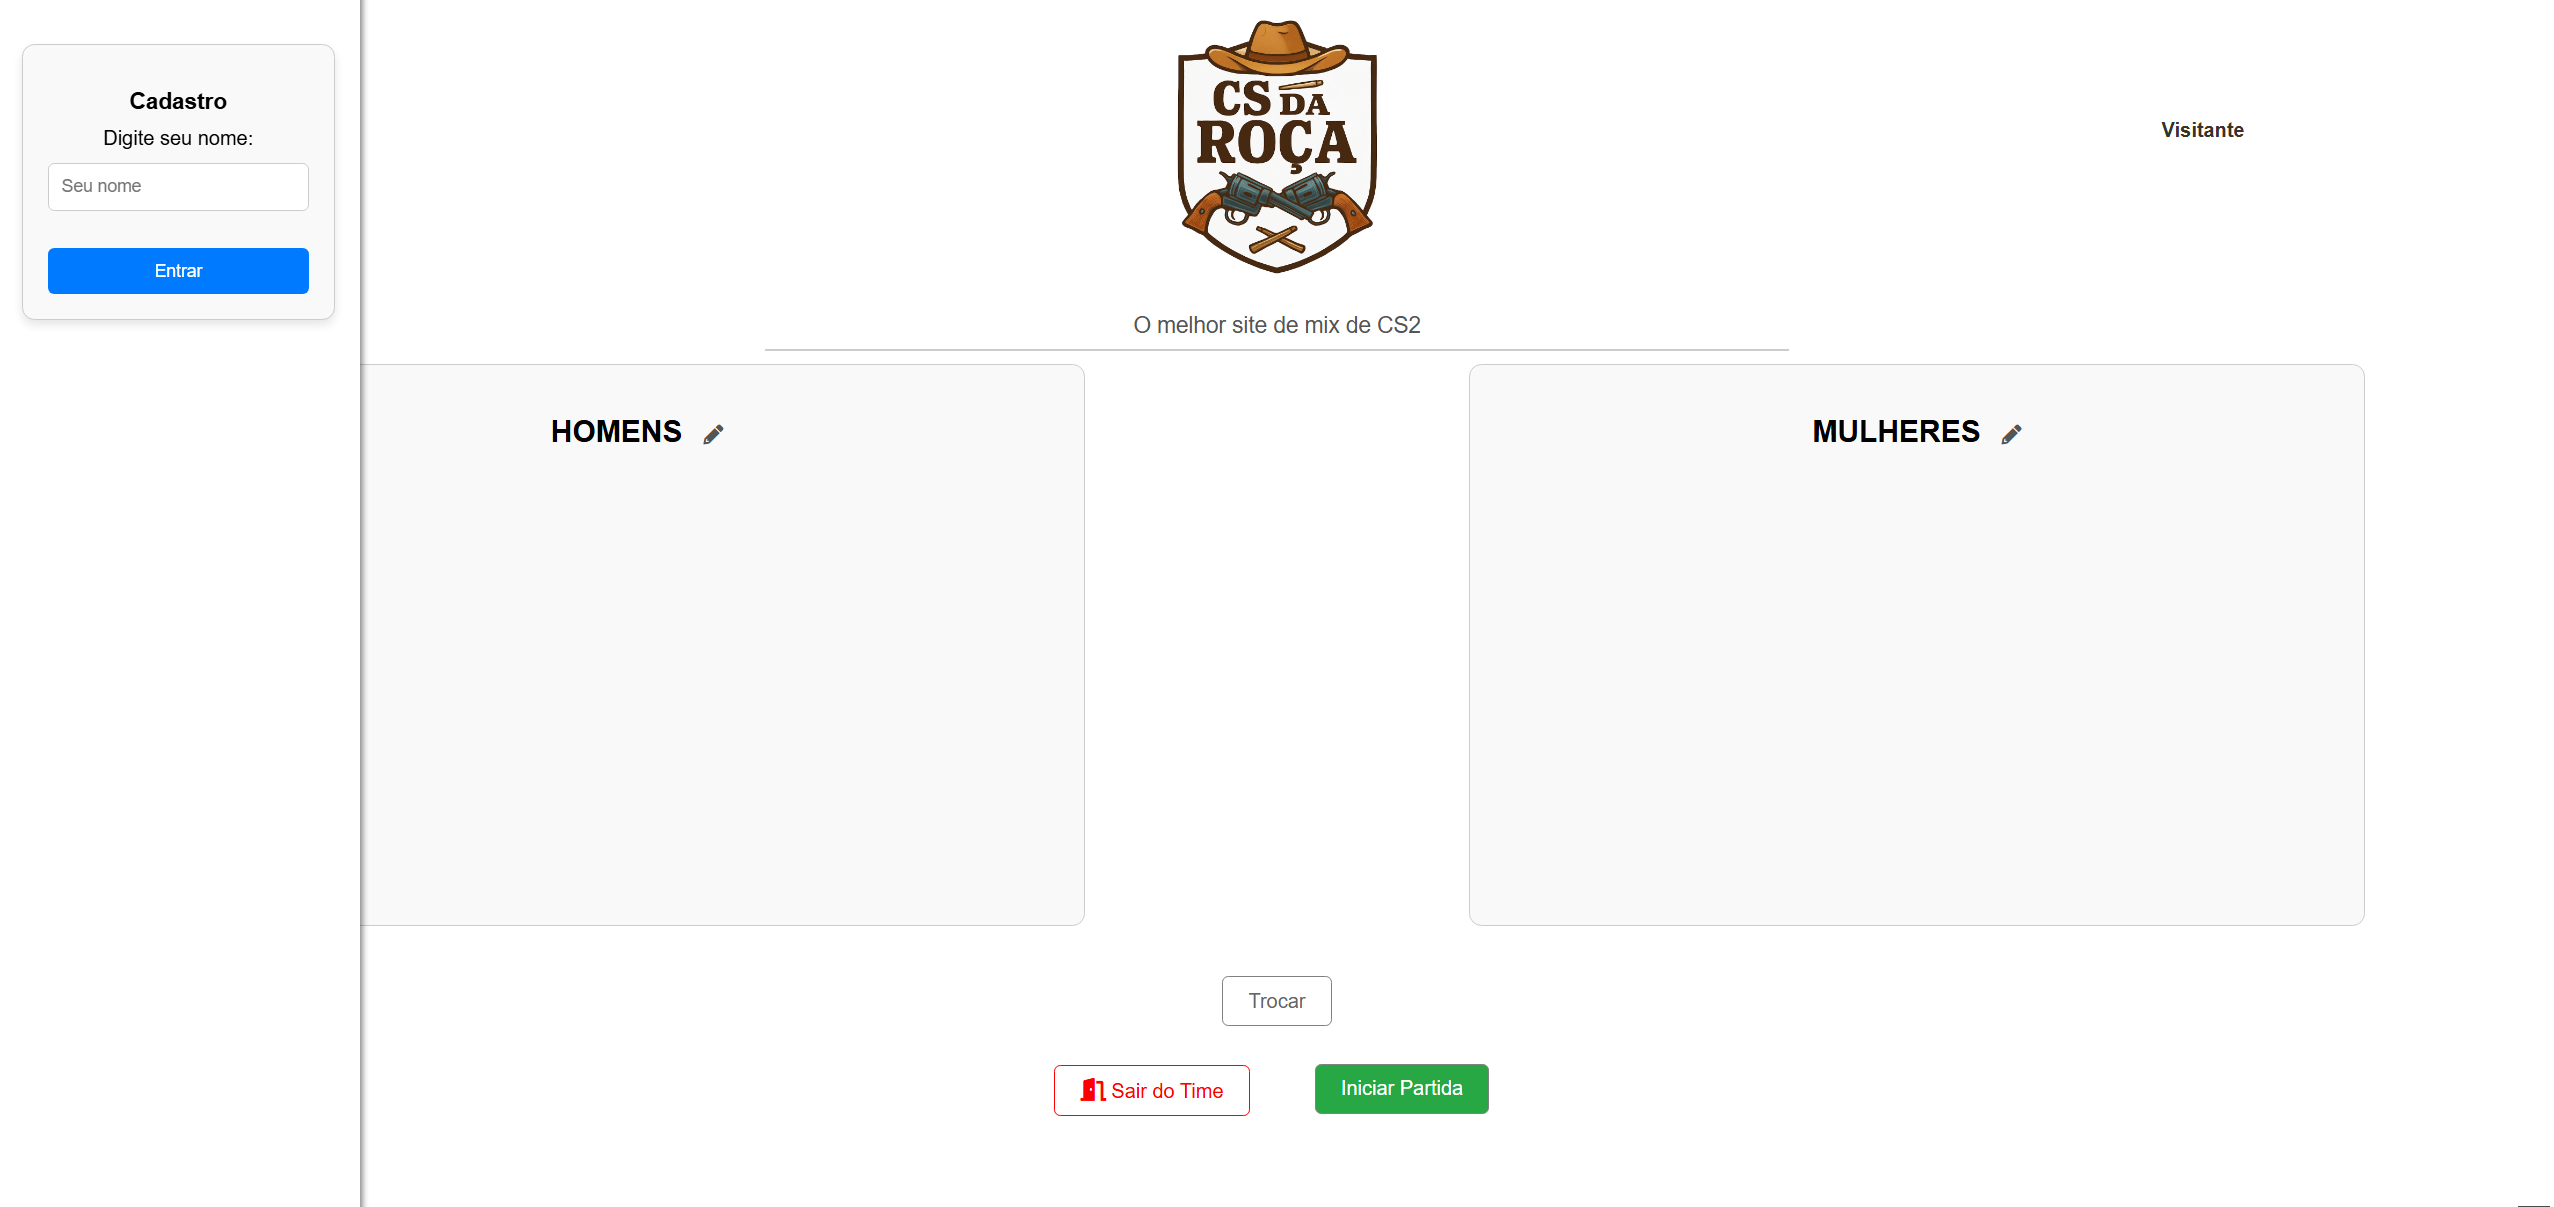 Cadastro
Digite seu nome:
Seu nome
Entrar
CS DA
ROÇA
Visitante
O melhor site de mix de CS2
HOMENS
MULHERES
Trocar
Sair do Time
Iniciar Partida